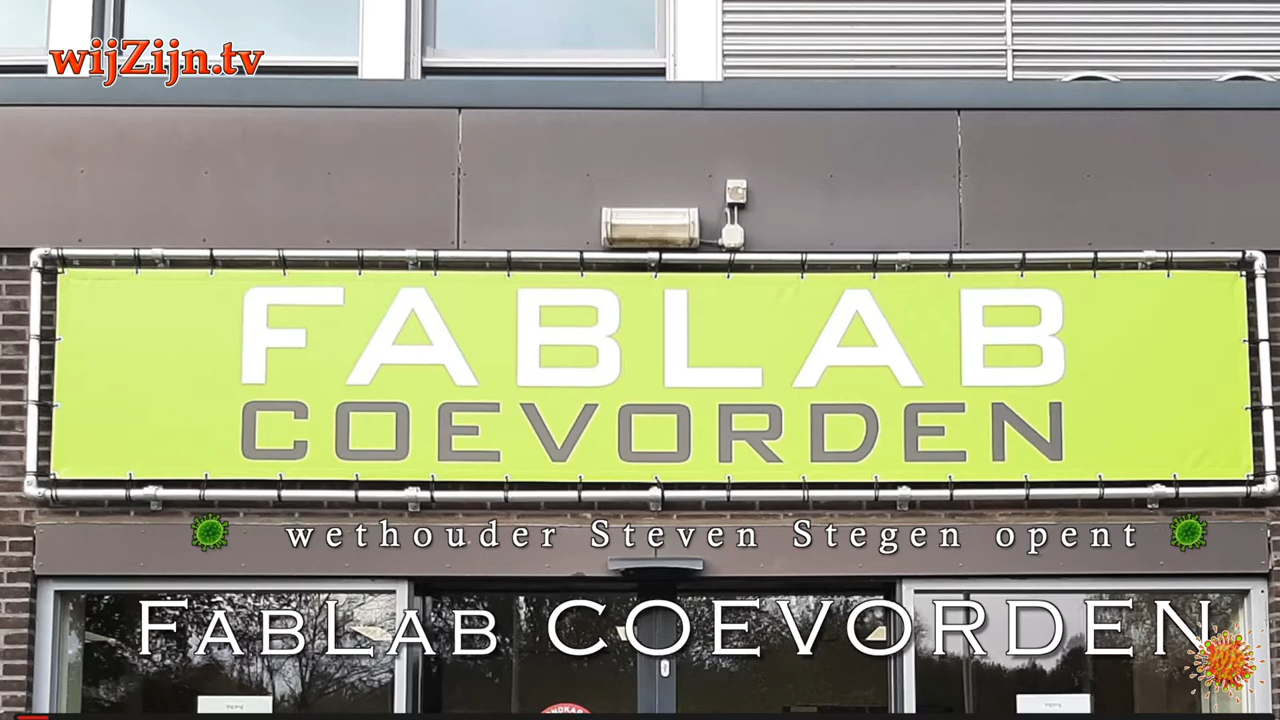 wijZijn.tv
FABLAB
COEVORDEN
wethouder Steven Stegen opent
FABLAB COEVORDEN